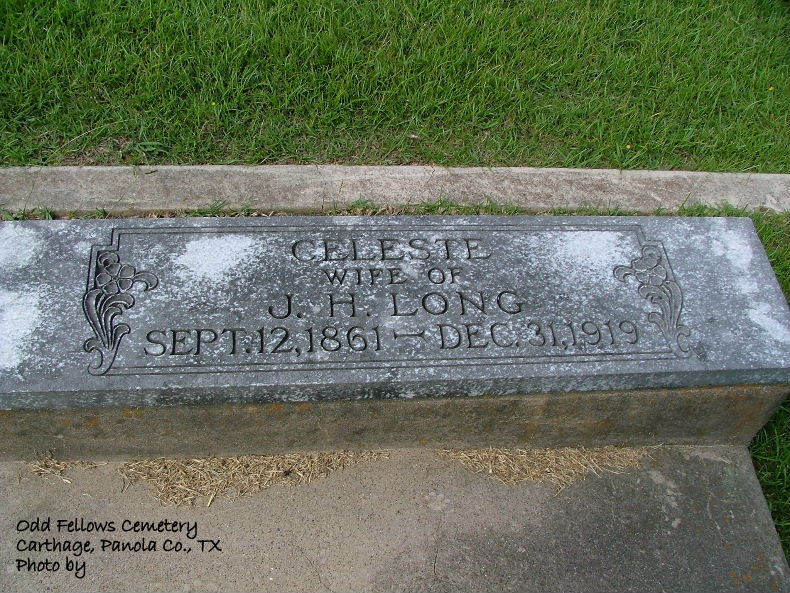 CELESTE
WIFE OF
J. H. LONG
SEPT. 12, 1861 — DEC. 31, 1919
Odd Fellows Cemetery
Carthage, Panola Co., TX
Photo by